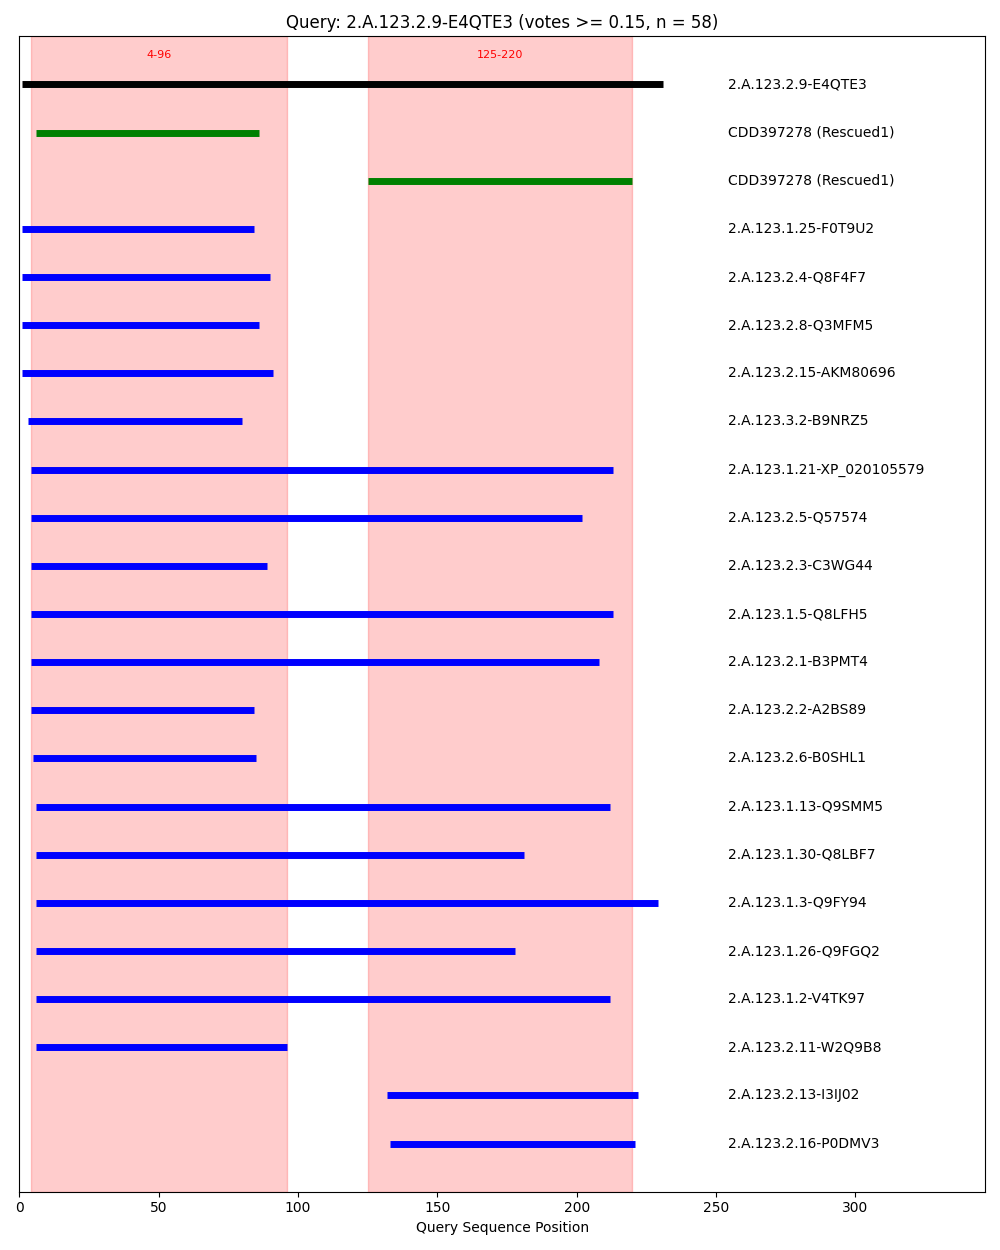 Query: 2.A.123.2.9-E4QTE3 (votes >= 0.15, n = 58)
4-96
125-220
2.A.123.2.9-E4QTE3
CDD397278 (Rescued1)
CDD397278 (Rescued1)
2.A.123.1.25-F0T9U2
2.A.123.2.4-Q8F4F7
2.A.123.2.8-Q3MFM5
2.A.123.2.15-AKM80696
2.A.123.3.2-B9NRZ5
2.A.123.1.21-XP_020105579
2.A.123.2.5-Q57574
2.A.123.2.3-C3WG44
2.A.123.1.5-Q8LFH5
2.A.123.2.1-B3PMT4
2.A.123.2.2-A2BS89
2.A.123.2.6-B0SHL1
2.A.123.1.13-Q9SMM5
2.A.123.1.30-Q8LBF7
2.A.123.1.3-Q9FY94
2.A.123.1.26-Q9FGQ2
2.A.123.1.2-V4TK97
2.A.123.2.11-W2Q9B8
2.A.123.2.13-I3IJ02
2.A.123.2.16-P0DMV3
0 50 100 150 200 250 300
Query Sequence Position